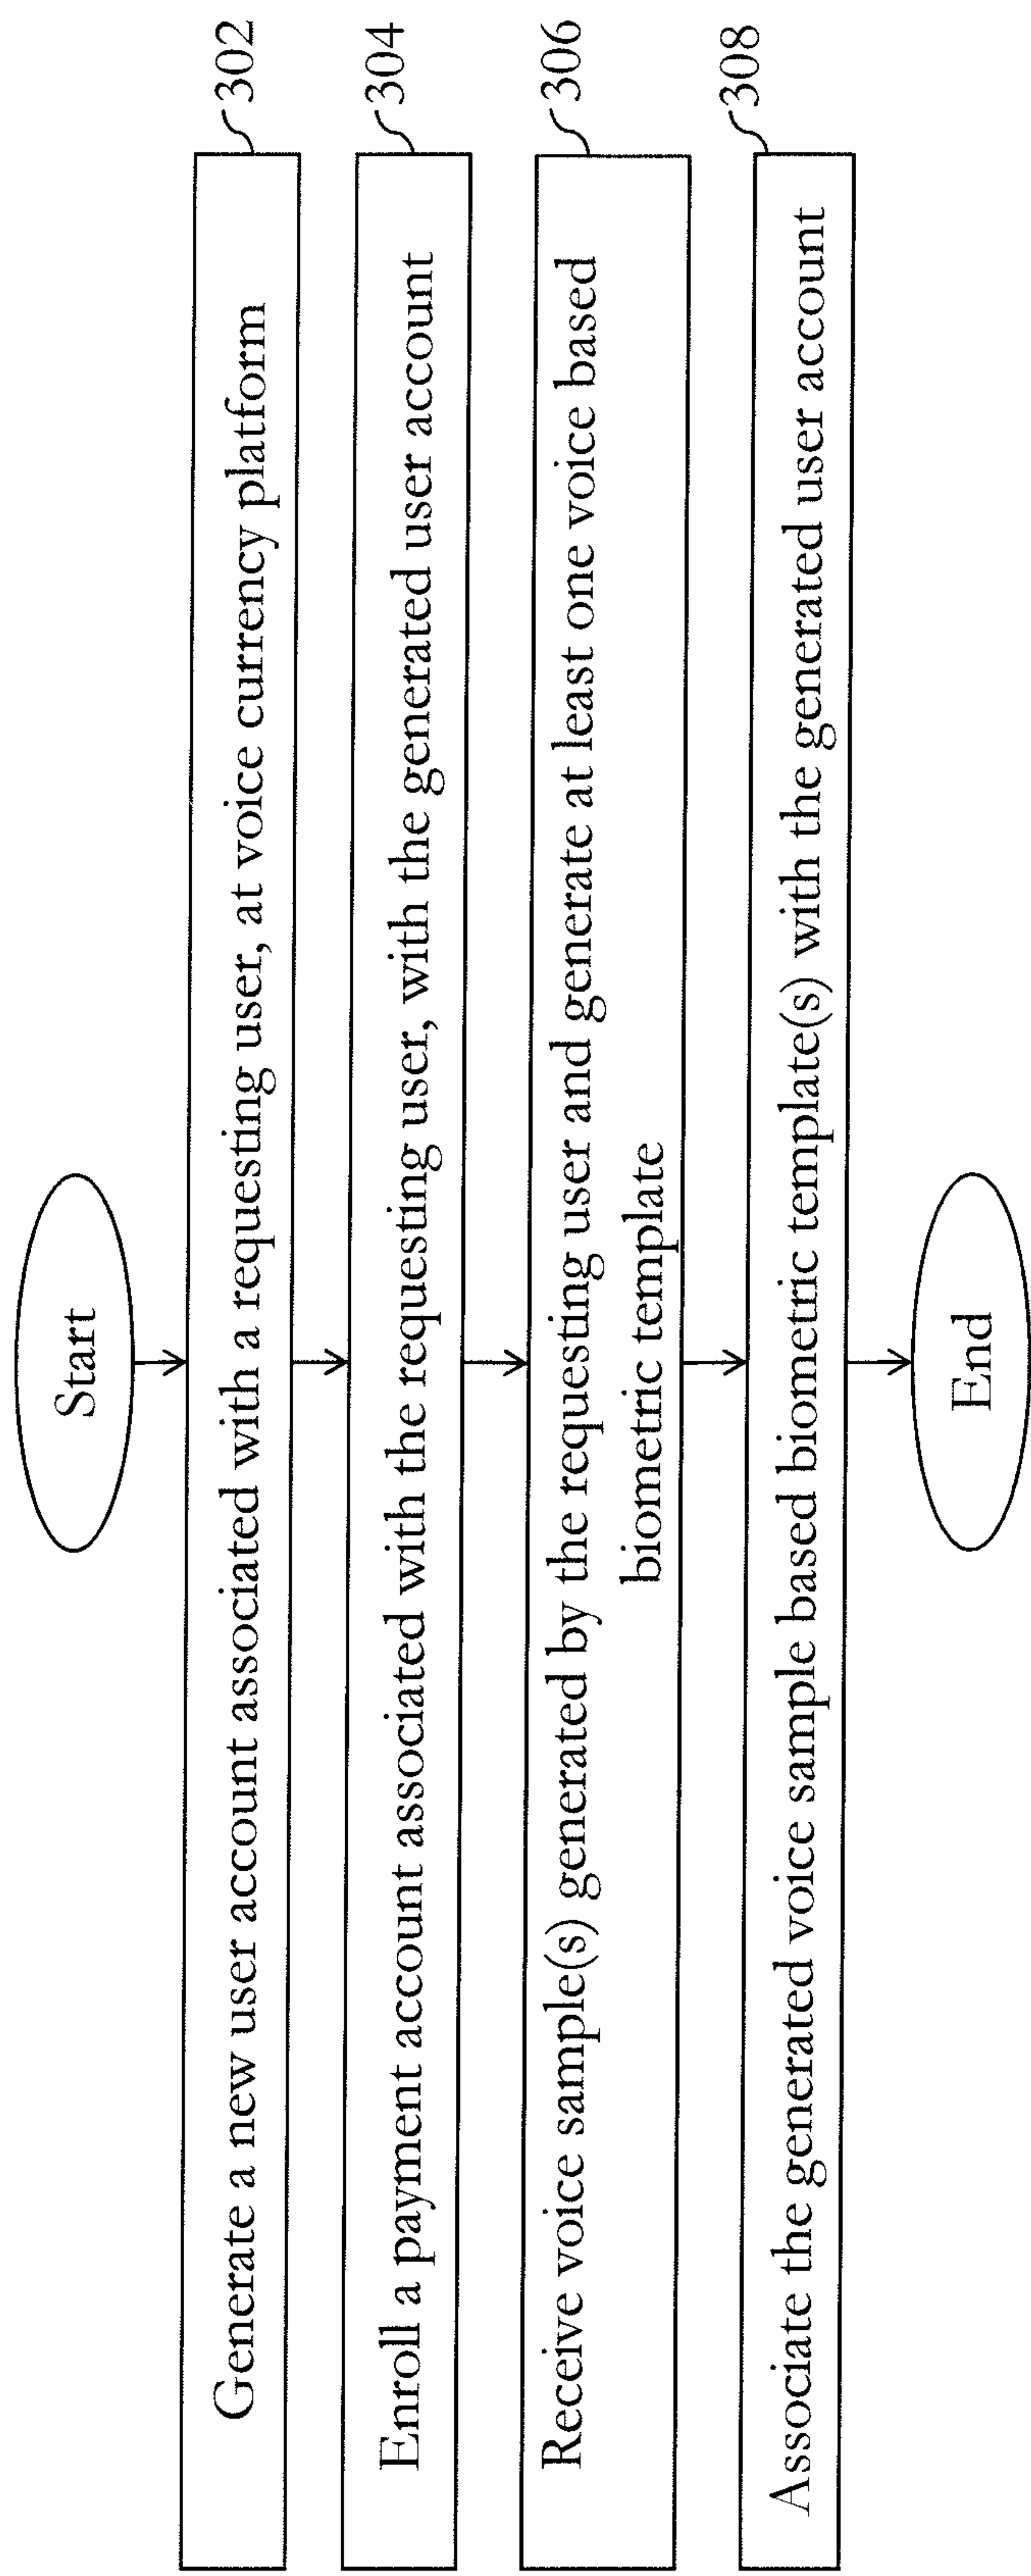 Start
Generate a new user account associated with a requesting user, at voice currency platform
302
Enroll a payment account associated with the requesting user, with the generated user account
304
Receive voice sample(s) generated by the requesting user and generate at least one voice based
biometric template
306
Associate the generated voice sample based biometric template(s) with the generated user account
308
End